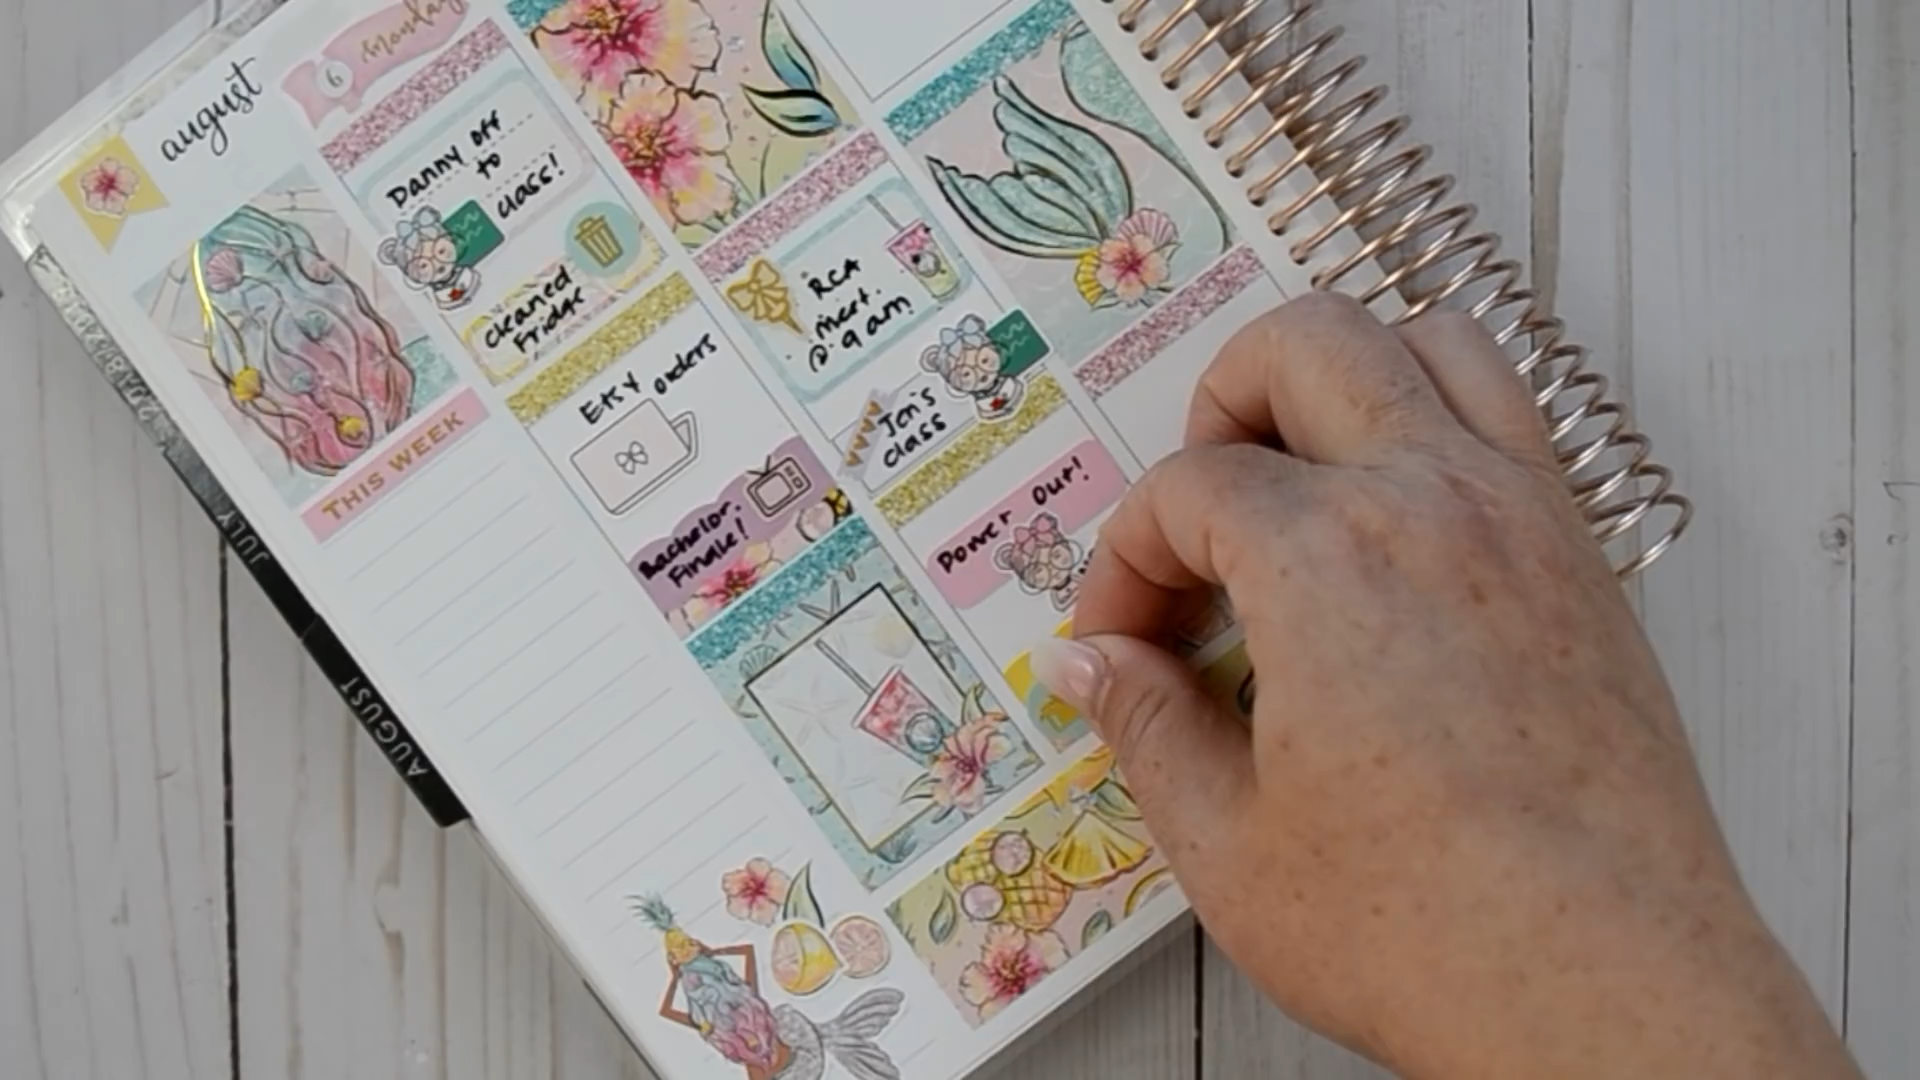 august
6
Monday
Danny off
to
class!
cleaned
Fridge
THIS WEEK
Etsy orders
Bachelor.
Finale!
RCA
meet.
@ 9 am
Jen's
class
Power Out!
JULY
AUGUST